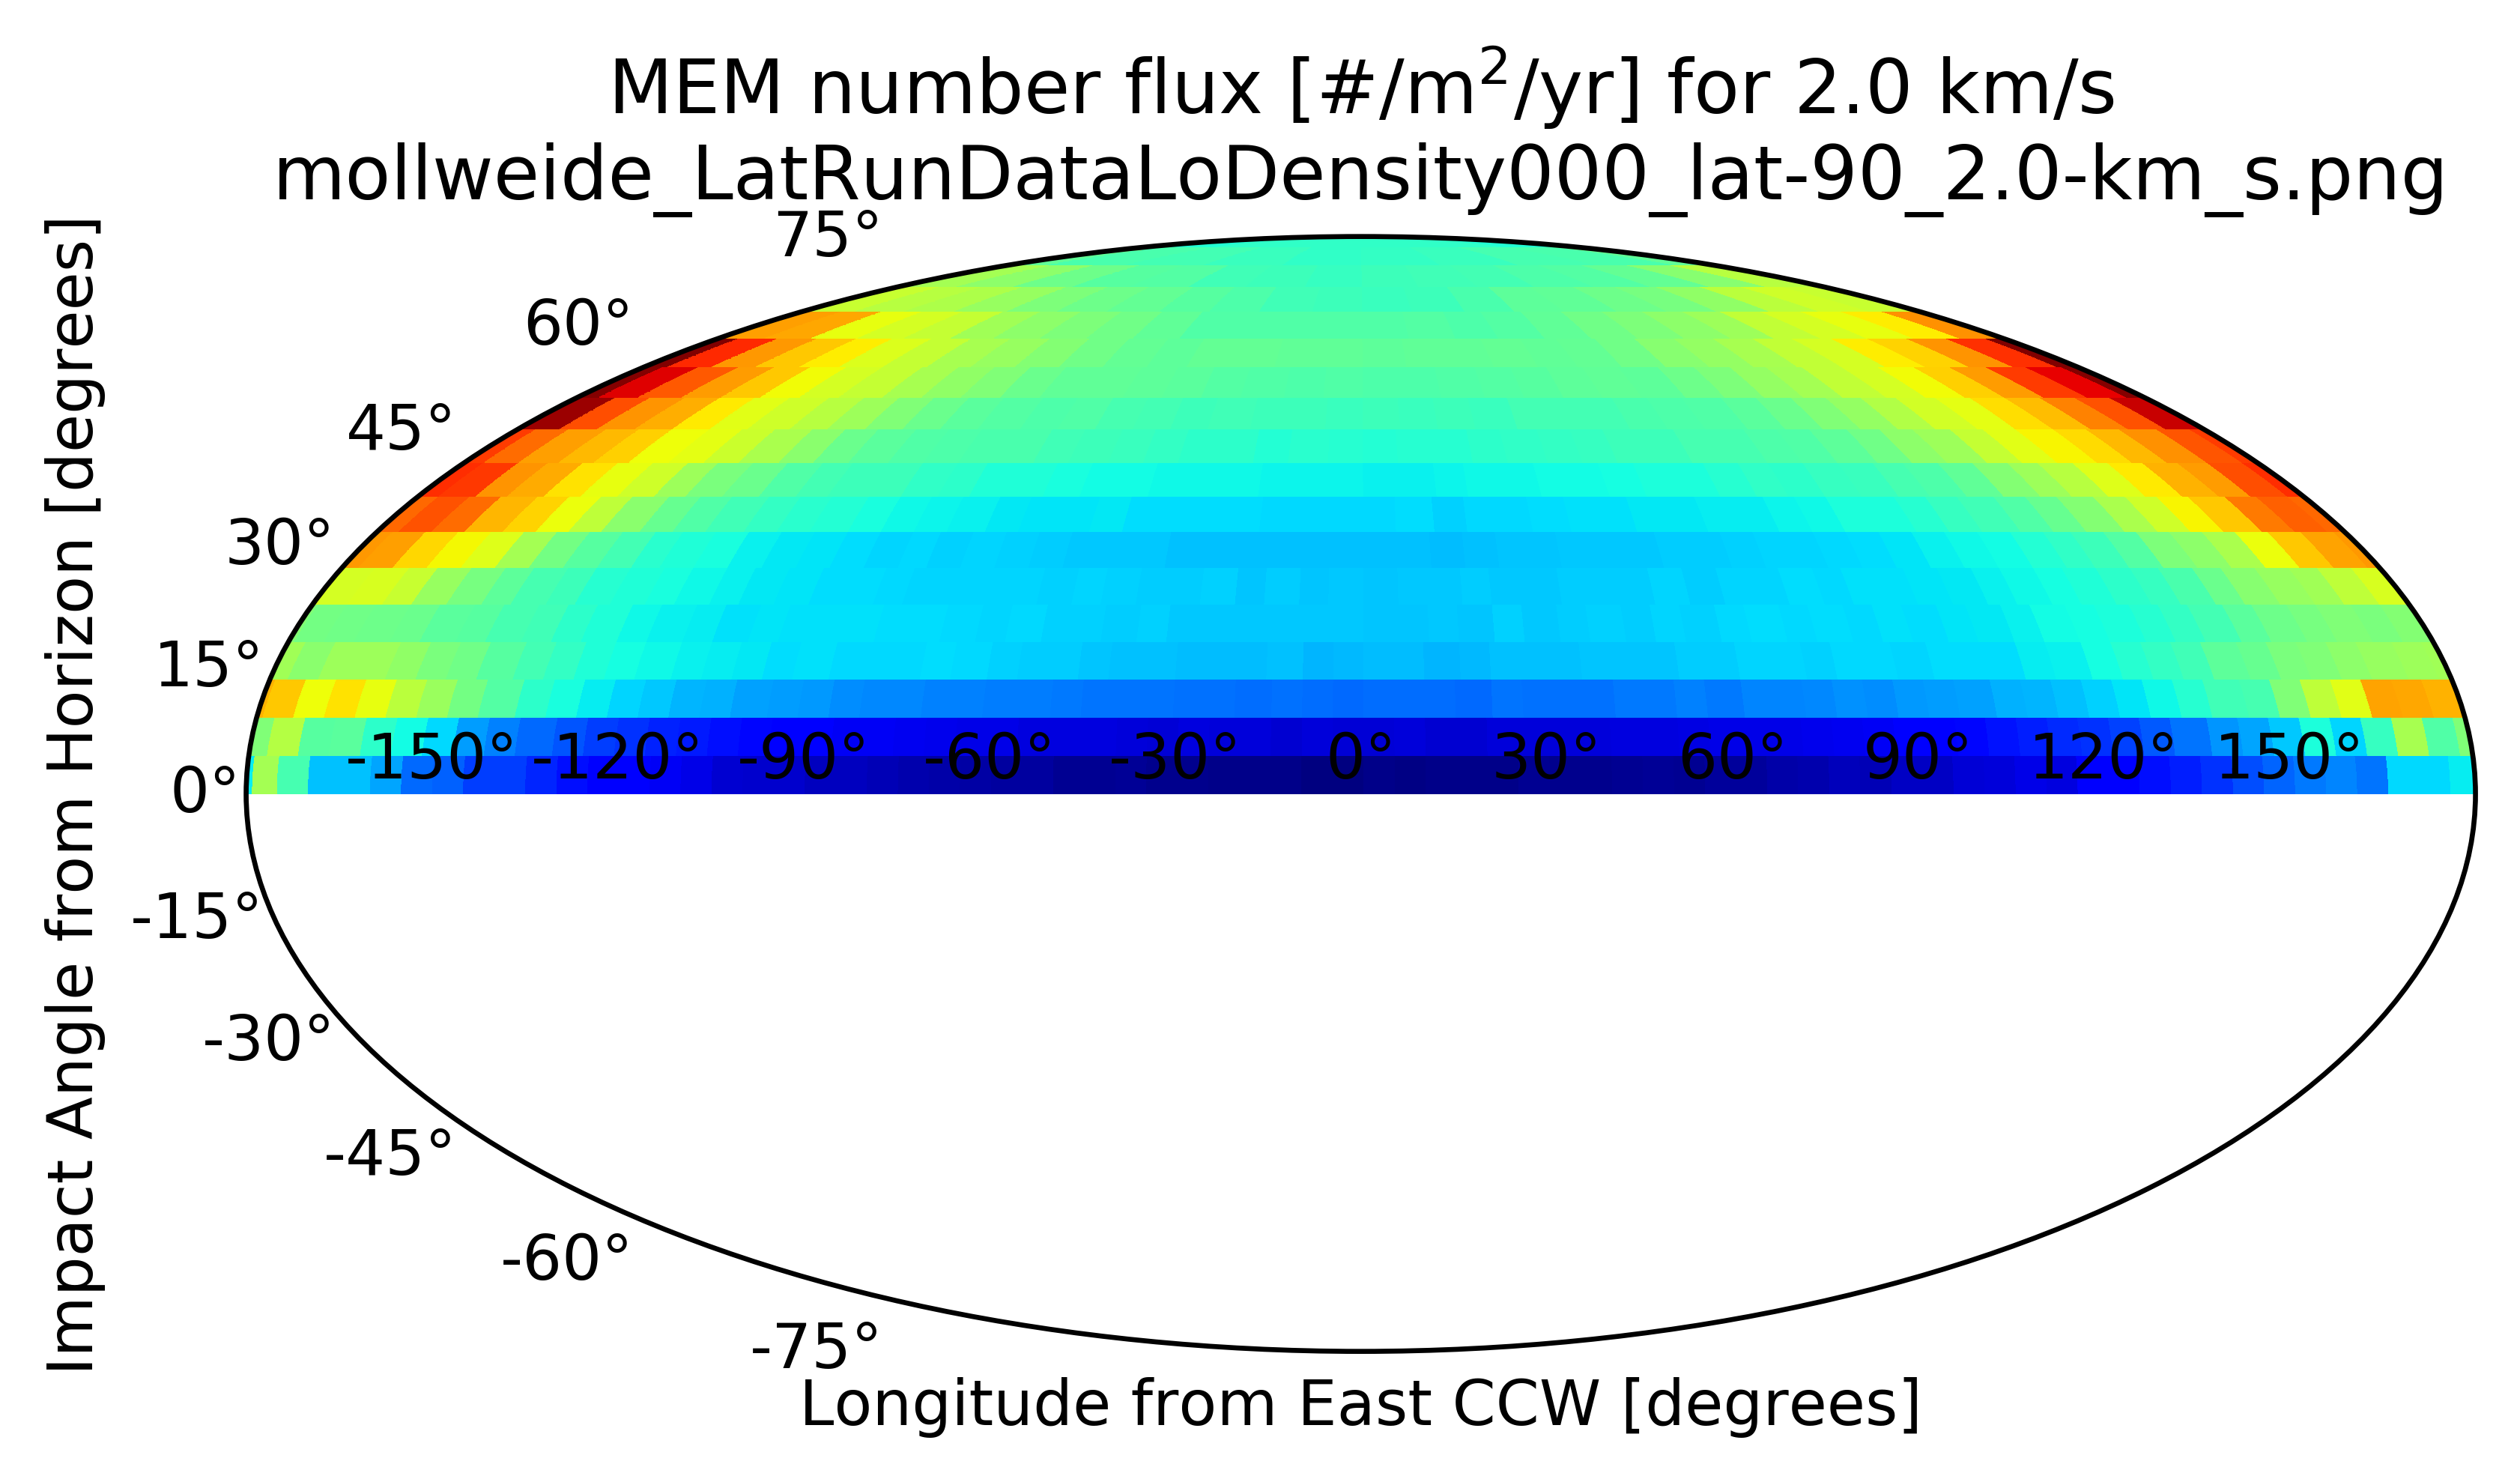 MEM number flux [#/m²/yr] for 2.0 km/s
mollweide_LatRunDataLoDensity000_lat-90_2.0-km_s.png
75°
60°
45°
30°
15°
-150° -120° -90° -60° -30° 0° 30° 60° 90° 120° 150°
0°
-15°
-30°
-45°
-60°
-75°
Impact Angle from Horizon [degrees]
Longitude from East CCW [degrees]